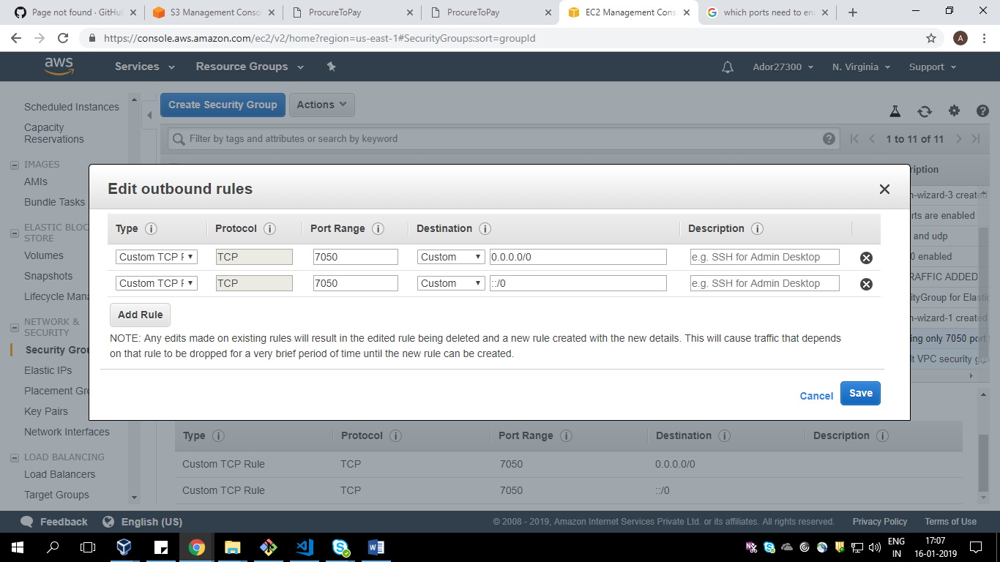 Page not found · GitHu
S3 Management Conso
ProcureToPay
ProcureToPay
EC2 Management Cons
which ports need to ena
https://console.aws.amazon.com/ec2/v2/home?region=us-east-1#SecurityGroups:sort=groupId
A
aws
Services
Resource Groups
Ador27300
N. Virginia
Support
Scheduled Instances
Capacity
Reservations
IMAGES
AMIs
Bundle Tasks
ELASTIC BLOC
STORE
Volumes
Snapshots
Lifecycle Mana
NETWORK &
SECURITY
Security Grou
Elastic IPs
Placement Gro
Key Pairs
Network Interfaces
LOAD BALANCING
Load Balancers
Target Groups
Create Security Group
Actions
Filter by tags and attributes or search by keyword
1 to 11 of 11
ription
h-wizard-3 created
rts are enabled
and udp
0 enabled
RAFFIC ADDED
ityGroup for Elasti
h-wizard-1 created
ing only 7050 port
lt VPC security gro
Edit outbound rules
Type Protocol Port Range Destination Description
Custom TCP F TCP 7050 Custom 0.0.0.0/0 e.g. SSH for Admin Desktop
Custom TCP F TCP 7050 Custom ::/0 e.g. SSH for Admin Desktop
Add Rule
NOTE: Any edits made on existing rules will result in the edited rule being deleted and a new rule created with the new details. This will cause traffic that depends
on that rule to be dropped for a very brief period of time until the new rule can be created.
Cancel Save
Type Protocol Port Range Destination Description
Custom TCP Rule TCP 7050 0.0.0.0/0
Custom TCP Rule TCP 7050 ::/0
Feedback English (US)
© 2008 - 2019, Amazon Internet Services Private Ltd. or its affiliates. All rights reserved. Privacy Policy Terms of Use
ENG
IN
17:07
16-01-2019